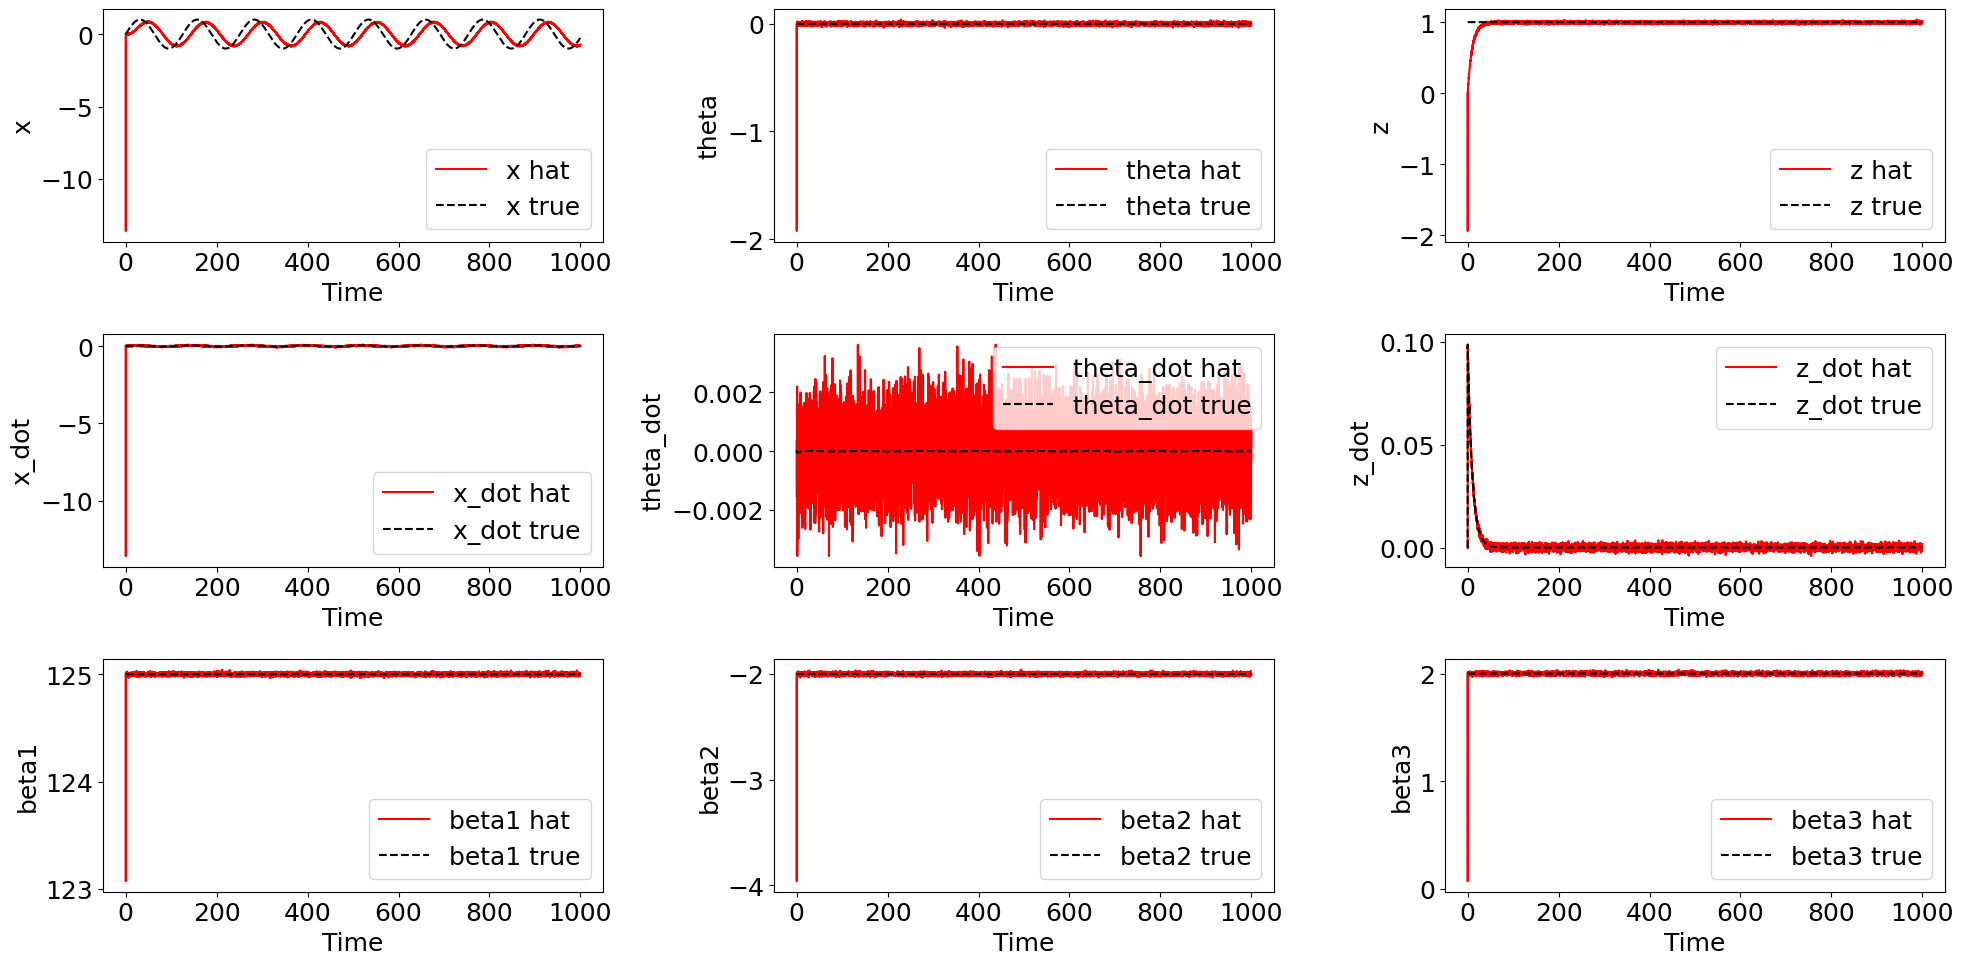 x
0
−5
−10
x hat
x true
0 200 400 600 800 1000
Time
theta
0
−1
−2
theta hat
theta true
0 200 400 600 800 1000
Time
z
1
0
−1
−2
z hat
z true
0 200 400 600 800 1000
Time
x_dot
0
−5
−10
x_dot hat
x_dot true
0 200 400 600 800 1000
Time
theta_dot
0.002
0.000
−0.002
theta_dot hat
theta_dot true
0 200 400 600 800 1000
Time
z_dot
0.10
0.05
0.00
z_dot hat
z_dot true
0 200 400 600 800 1000
Time
beta1
125
124
123
beta1 hat
beta1 true
0 200 400 600 800 1000
Time
beta2
−2
−3
−4
beta2 hat
beta2 true
0 200 400 600 800 1000
Time
beta3
2
1
0
beta3 hat
beta3 true
0 200 400 600 800 1000
Time